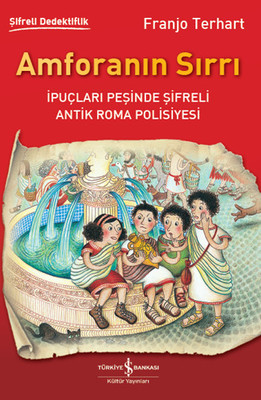 Şifreli Dedektiflik
Franjo Terhart
Amforanın Sırrı
İPUÇLARI PEŞİNDE ŞİFRELİ
ANTİK ROMA POLİSİYESİ
TÜRKİYE İŞ BANKASI
Kültür Yayınları